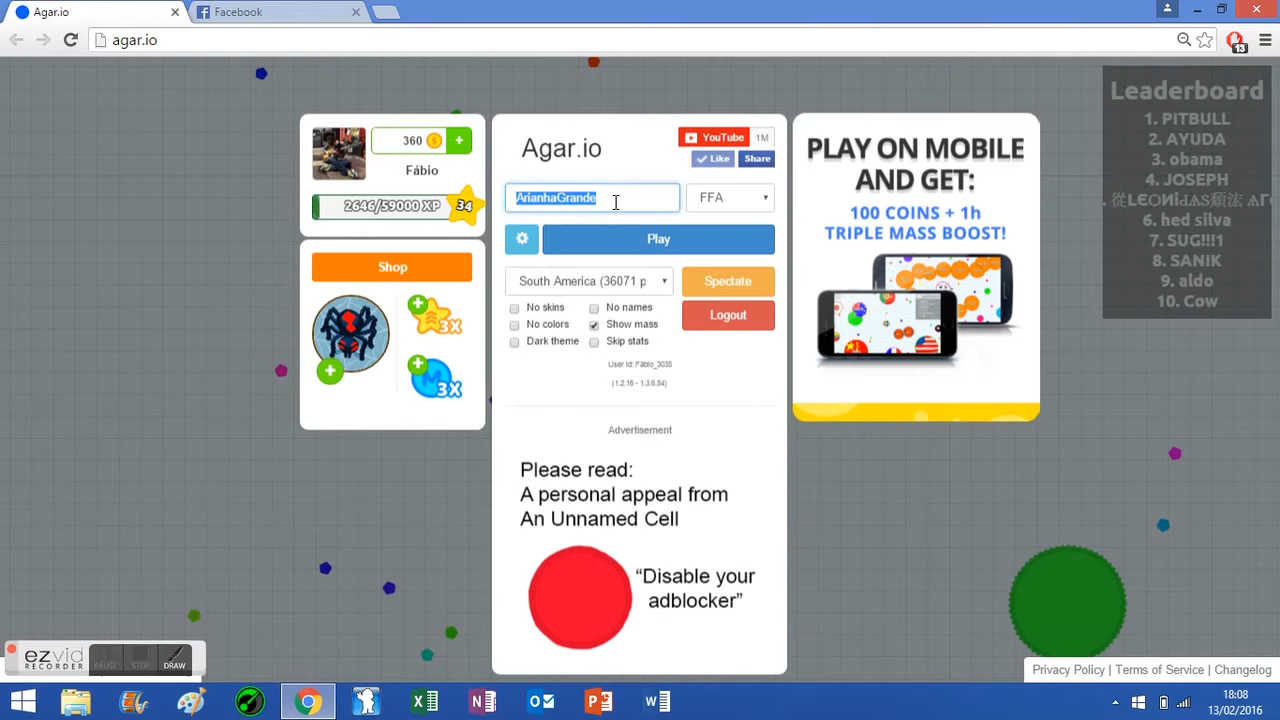 Agar.io
Facebook
agar.io
13
360
Fábio
2646/59000 XP
34
Shop
3X
3X
Agar.io
YouTube 1M
Like Share
ArianhaGrande
FFA
Play
South America (36071 p
Spectate
No skins No names
No colors Show mass
Dark theme Skip stats
Logout
User Id: Fábio_3035
(1.2.16 - 1.3.6.54)
Advertisement
Please read:
A personal appeal from
An Unnamed Cell
“Disable your
adblocker”
PLAY ON MOBILE
AND GET:
100 COINS + 1h
TRIPLE MASS BOOST!
Leaderboard
1. PITBULL
2. AYUDA
3. obama
4. JOSEPH
6. hed silva
7. SUG!!!1
8. SANIK
9. aldo
10. Cow
ezvid
RECORDER
PAUSE
STOP
DRAW
Privacy Policy | Terms of Service | Changelog
18:08
13/02/2016